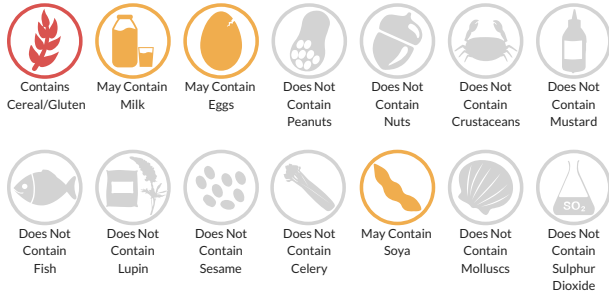 Contains
Cereal/Gluten
May Contain
Milk
May Contain
Eggs
Does Not
Contain
Peanuts
Does Not
Contain
Nuts
Does Not
Contain
Crustaceans
Does Not
Contain
Mustard
Does Not
Contain
Fish
Does Not
Contain
Lupin
Does Not
Contain
Sesame
Does Not
Contain
Celery
May Contain
Soya
Does Not
Contain
Molluscs
SO₂
Does Not
Contain
Sulphur
Dioxide